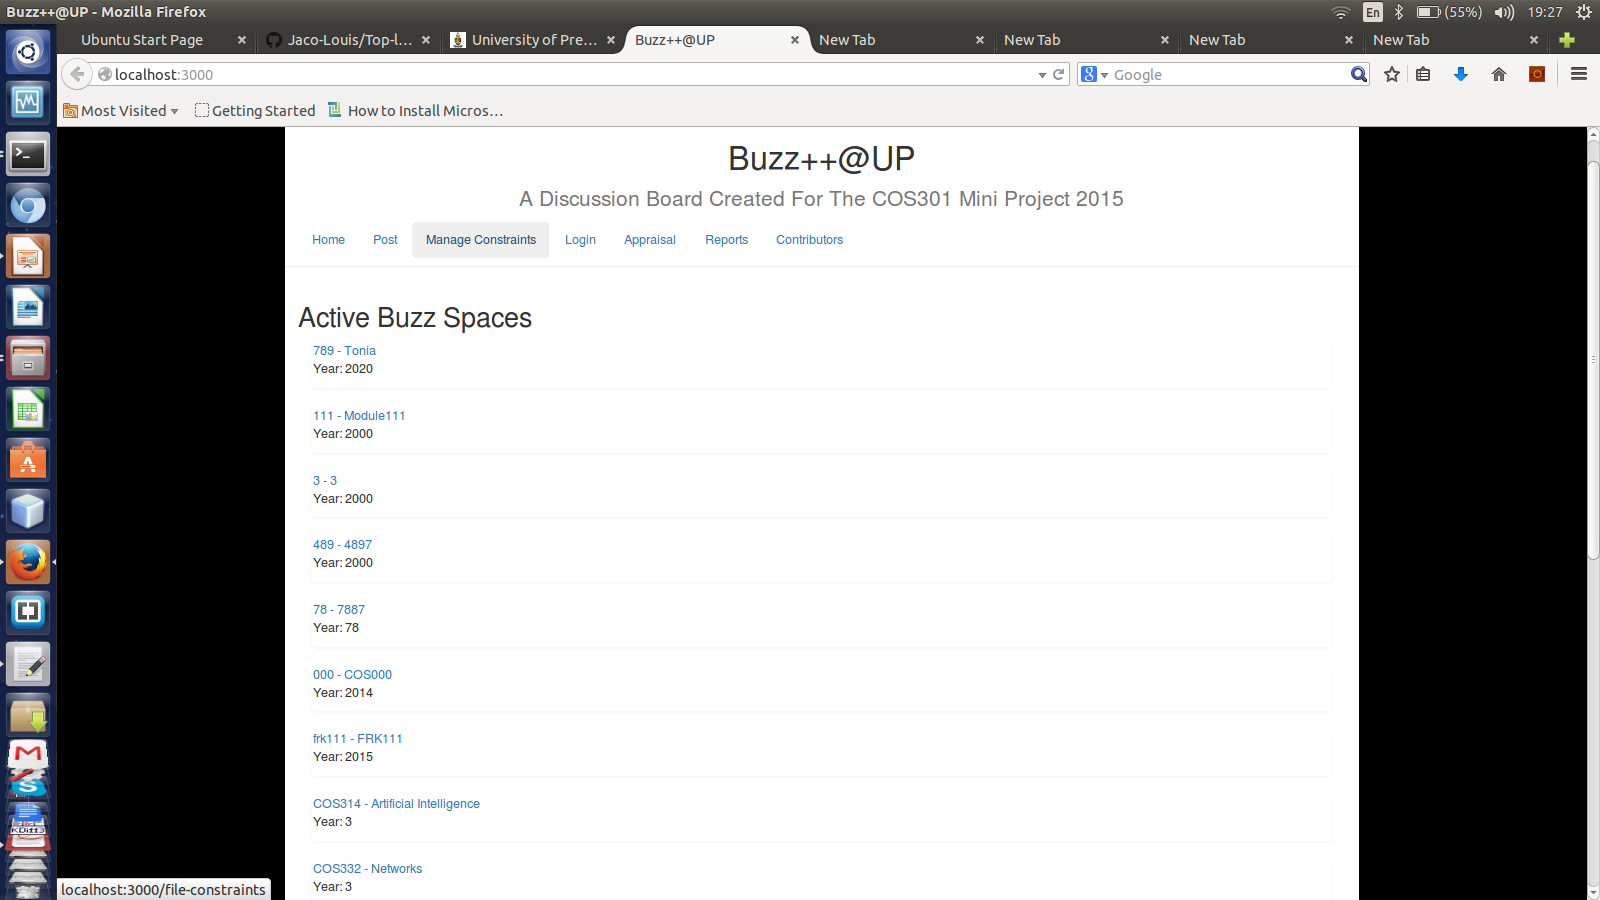 Buzz++@UP - Mozilla Firefox
En
(55%)
19:27
Ubuntu Start Page
Jaco-Louis/Top-l...
University of Pre...
Buzz++@UP
New Tab
New Tab
New Tab
New Tab
localhost:3000
8
Google
Most Visited
Getting Started
How to Install Micros...
Buzz++@UP
A Discussion Board Created For The COS301 Mini Project 2015
Home
Post
Manage Constraints
Login
Appraisal
Reports
Contributors
Active Buzz Spaces
789 - Tonia
Year: 2020
111 - Module111
Year: 2000
3 - 3
Year: 2000
489 - 4897
Year: 2000
78 - 7887
Year: 78
000 - COS000
Year: 2014
frk111 - FRK111
Year: 2015
COS314 - Artificial Intelligence
Year: 3
COS332 - Networks
Year: 3
KDiff3
localhost:3000/file-constraints